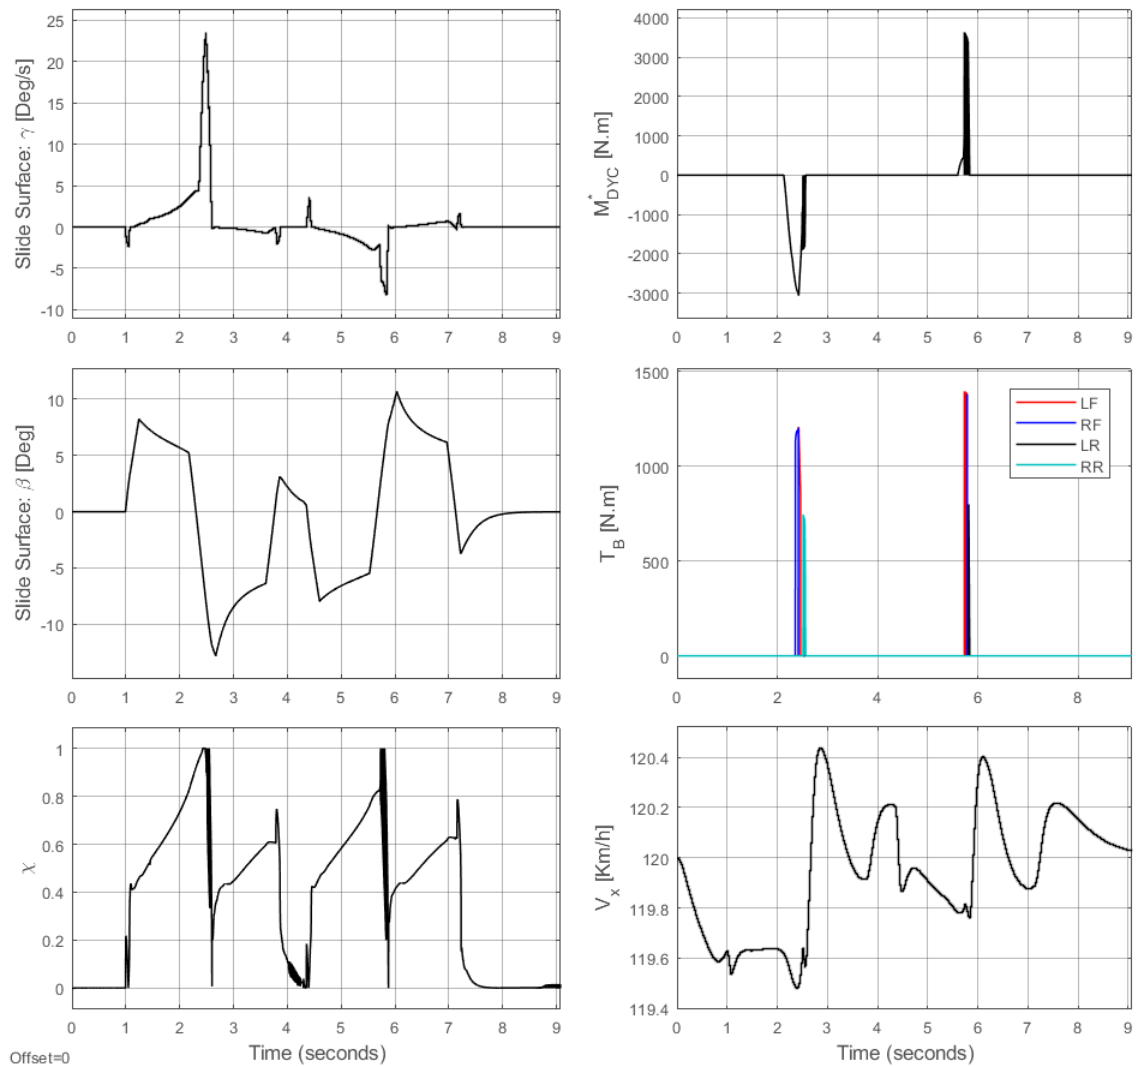 Slide Surface: γ [Deg/s]
25
20
15
10
5
0
-5
-10
0 1 2 3 4 5 6 7 8 9
M*DYC [N.m]
4000
3000
2000
1000
0
-1000
-2000
-3000
0 1 2 3 4 5 6 7 8 9
Slide Surface: β [Deg]
10
5
0
-5
-10
0 1 2 3 4 5 6 7 8 9
T_B [N.m]
1500
1000
500
0
0 1 2 3 4 5 6 7 8
LF
RF
LR
RR
χ
1
0.8
0.6
0.4
0.2
0
0 1 2 3 4 5 6 7 8 9
Time (seconds)
Offset=0
V_x [Km/h]
120.4
120.2
120
119.8
119.6
119.4
0 1 2 3 4 5 6 7 8 9
Time (seconds)